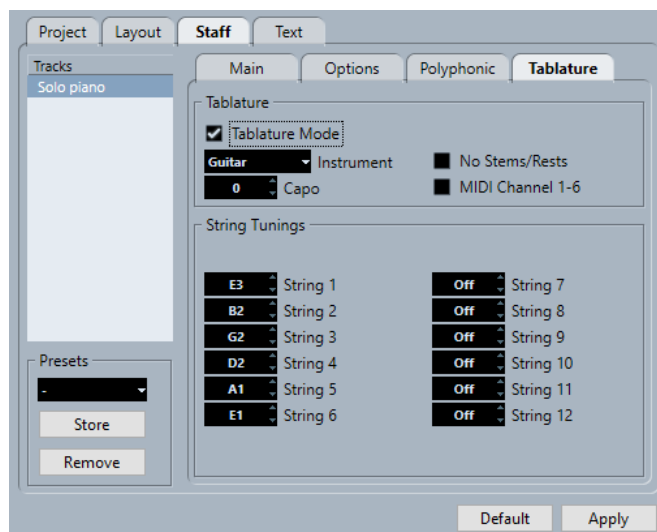 Project Layout Staff Text
Tracks
Solo piano
Main Options Polyphonic Tablature
Tablature
Tablature Mode
Guitar Instrument No Stems/Rests
0 Capo MIDI Channel 1-6
String Tunings
E3 String 1 Off String 7
B2 String 2 Off String 8
G2 String 3 Off String 9
D2 String 4 Off String 10
A1 String 5 Off String 11
E1 String 6 Off String 12
Presets
-
Store
Remove
Default Apply